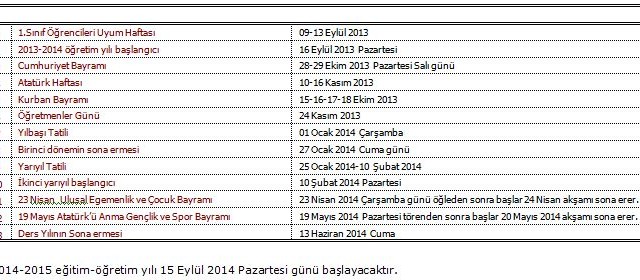 1.Sınıf Öğrencileri Uyum Haftası 09-13 Eylül 2013
2013-2014 öğretim yılı başlangıcı 16 Eylül 2013 Pazartesi
Cumhuriyet Bayramı 28-29 Ekim 2013 Pazartesi Salı günü
Atatürk Haftası 10-16 Kasım 2013
Kurban Bayramı 15-16-17-18 Ekim 2013
Öğretmenler Günü 24 Kasım 2013
Yılbaşı Tatili 01 Ocak 2014 Çarşamba
Birinci dönemin sona ermesi 27 Ocak 2014 Cuma günü
Yarıyıl Tatili 25 Ocak 2014-10 Şubat 2014
İkinci yarıyıl başlangıcı 10 Şubat 2014 Pazartesi
23 Nisan Ulusal Egemenlik ve Çocuk Bayramı 23 Nisan 2014 Çarşamba günü öğleden sonra başlar 24 Nisan akşamı sona erer.
19 Mayıs Atatürk'ü Anma Gençlik ve Spor Bayramı 19 Mayıs 2014 Pazartesi törenden sonra başlar 20 Mayıs 2014 akşamı sona erer.
Ders Yılının Sona ermesi 13 Haziran 2014 Cuma
014-2015 eğitim-öğretim yılı 15 Eylül 2014 Pazartesi günü başlayacaktır.